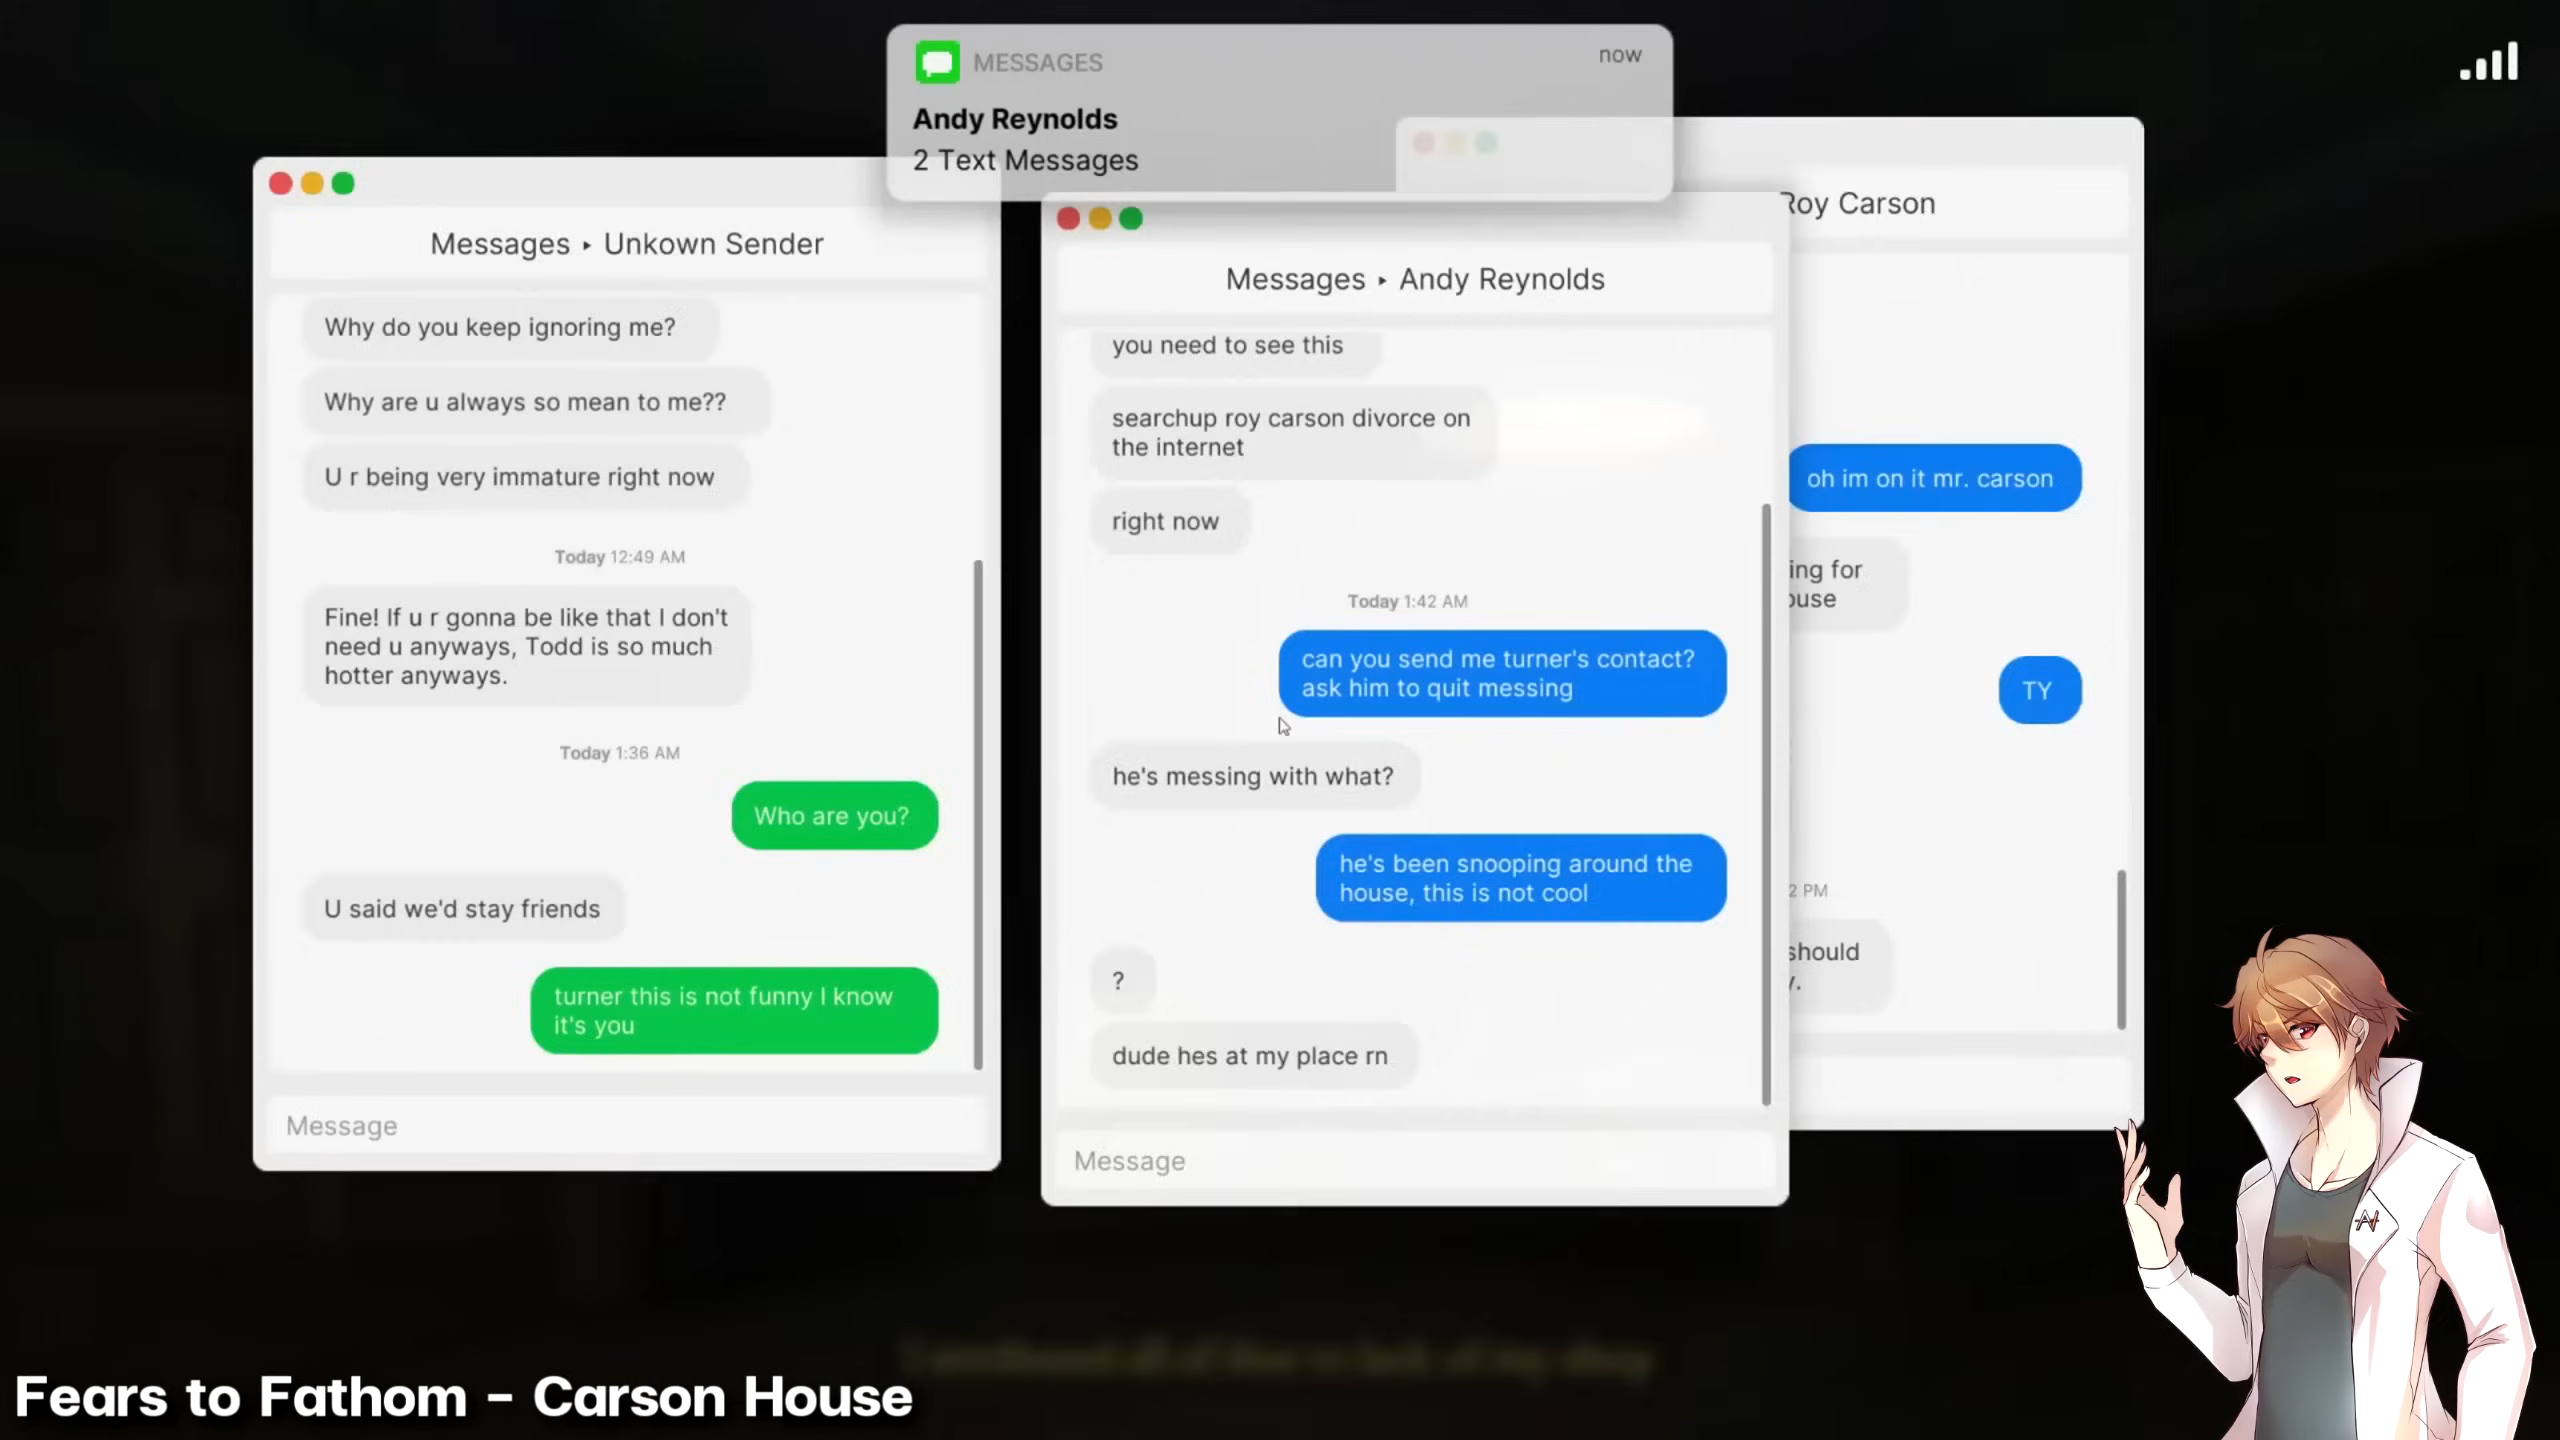 MESSAGES
now
Andy Reynolds
2 Text Messages
Messages ▸ Unkown Sender
Why do you keep ignoring me?
Why are u always so mean to me??
U r being very immature right now
Today 12:49 AM
Fine! If u r gonna be like that I don't
need u anyways, Todd is so much
hotter anyways.
Today 1:36 AM
Who are you?
U said we'd stay friends
turner this is not funny I know
it's you
Message
Messages ▸ Andy Reynolds
you need to see this
searchup roy carson divorce on
the internet
right now
Today 1:42 AM
can you send me turner's contact?
ask him to quit messing
he's messing with what?
he's been snooping around the
house, this is not cool
?
dude hes at my place rn
Message
Roy Carson
oh im on it mr. carson
ing for
ouse
TY
2 PM
should
y.
Fears to Fathom - Carson House